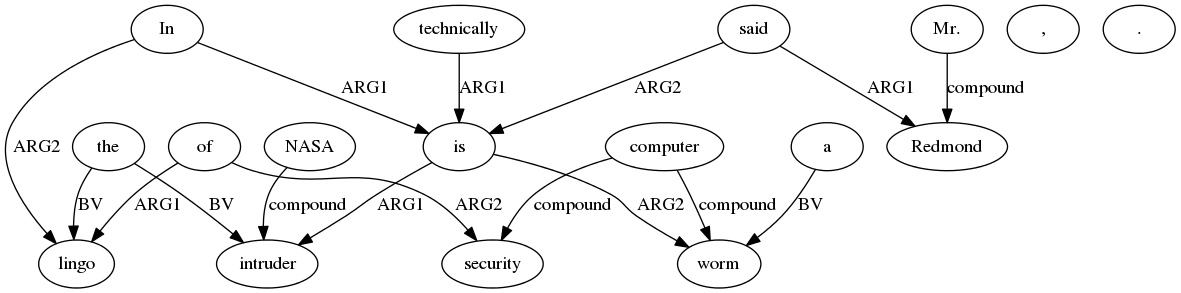 In technically said Mr. , .
ARG1 ARG1 ARG2 ARG1 compound
ARG2 the of NASA is computer a Redmond
BV ARG1 BV compound ARG1 ARG2 compound ARG2 compound BV
lingo intruder security worm